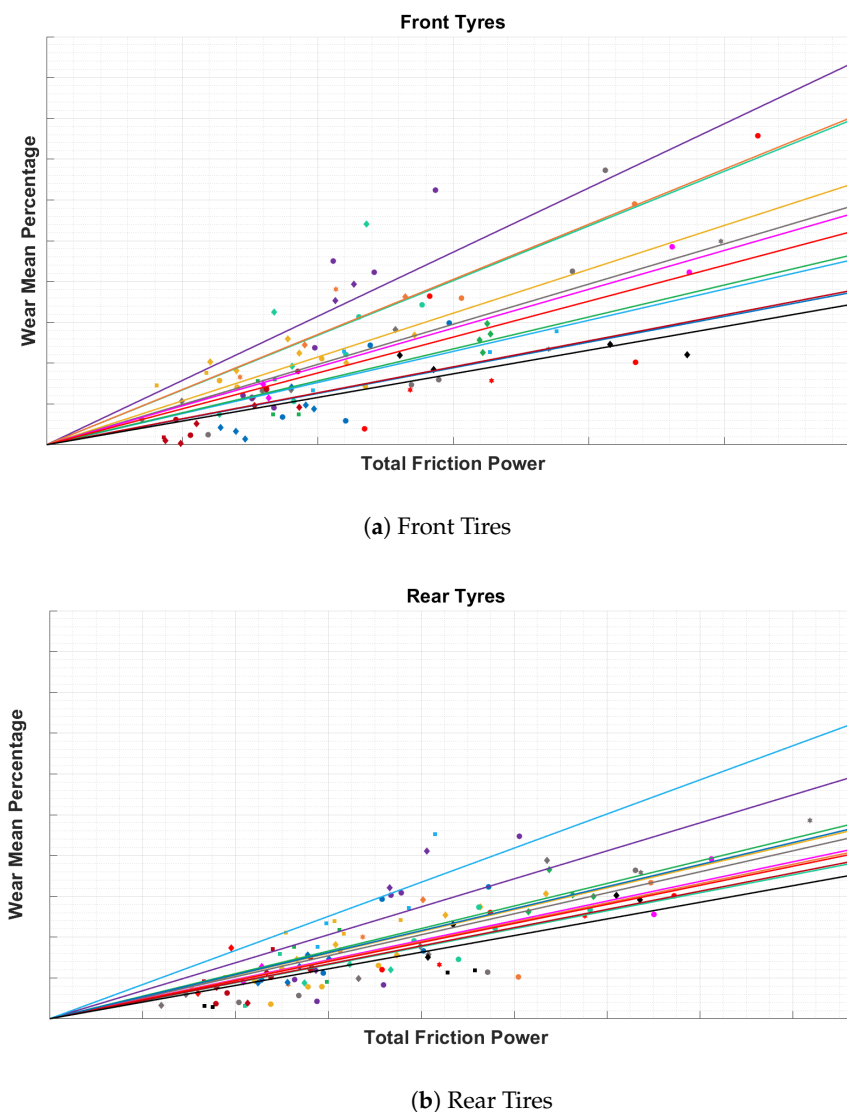 Front Tyres
Wear Mean Percentage
Total Friction Power
(a) Front Tires
Rear Tyres
Wear Mean Percentage
Total Friction Power
(b) Rear Tires